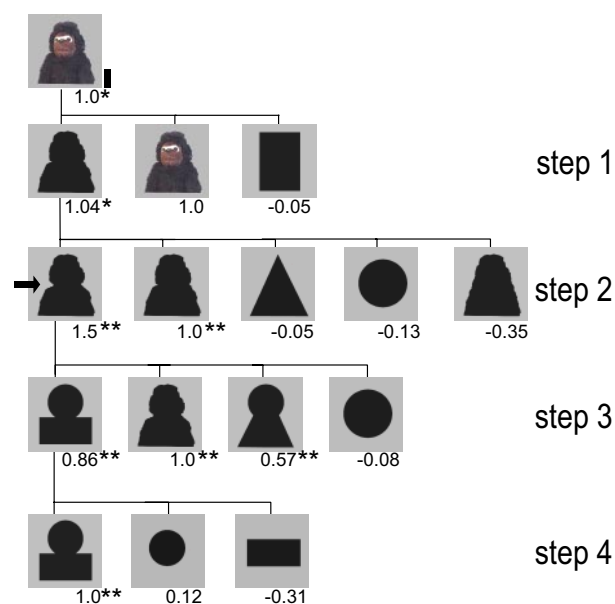 1.0*
step 1
1.04* 1.0 -0.05
step 2
1.5** 1.0** -0.05 -0.13 -0.35
step 3
0.86** 1.0** 0.57** -0.08
step 4
1.0** 0.12 -0.31